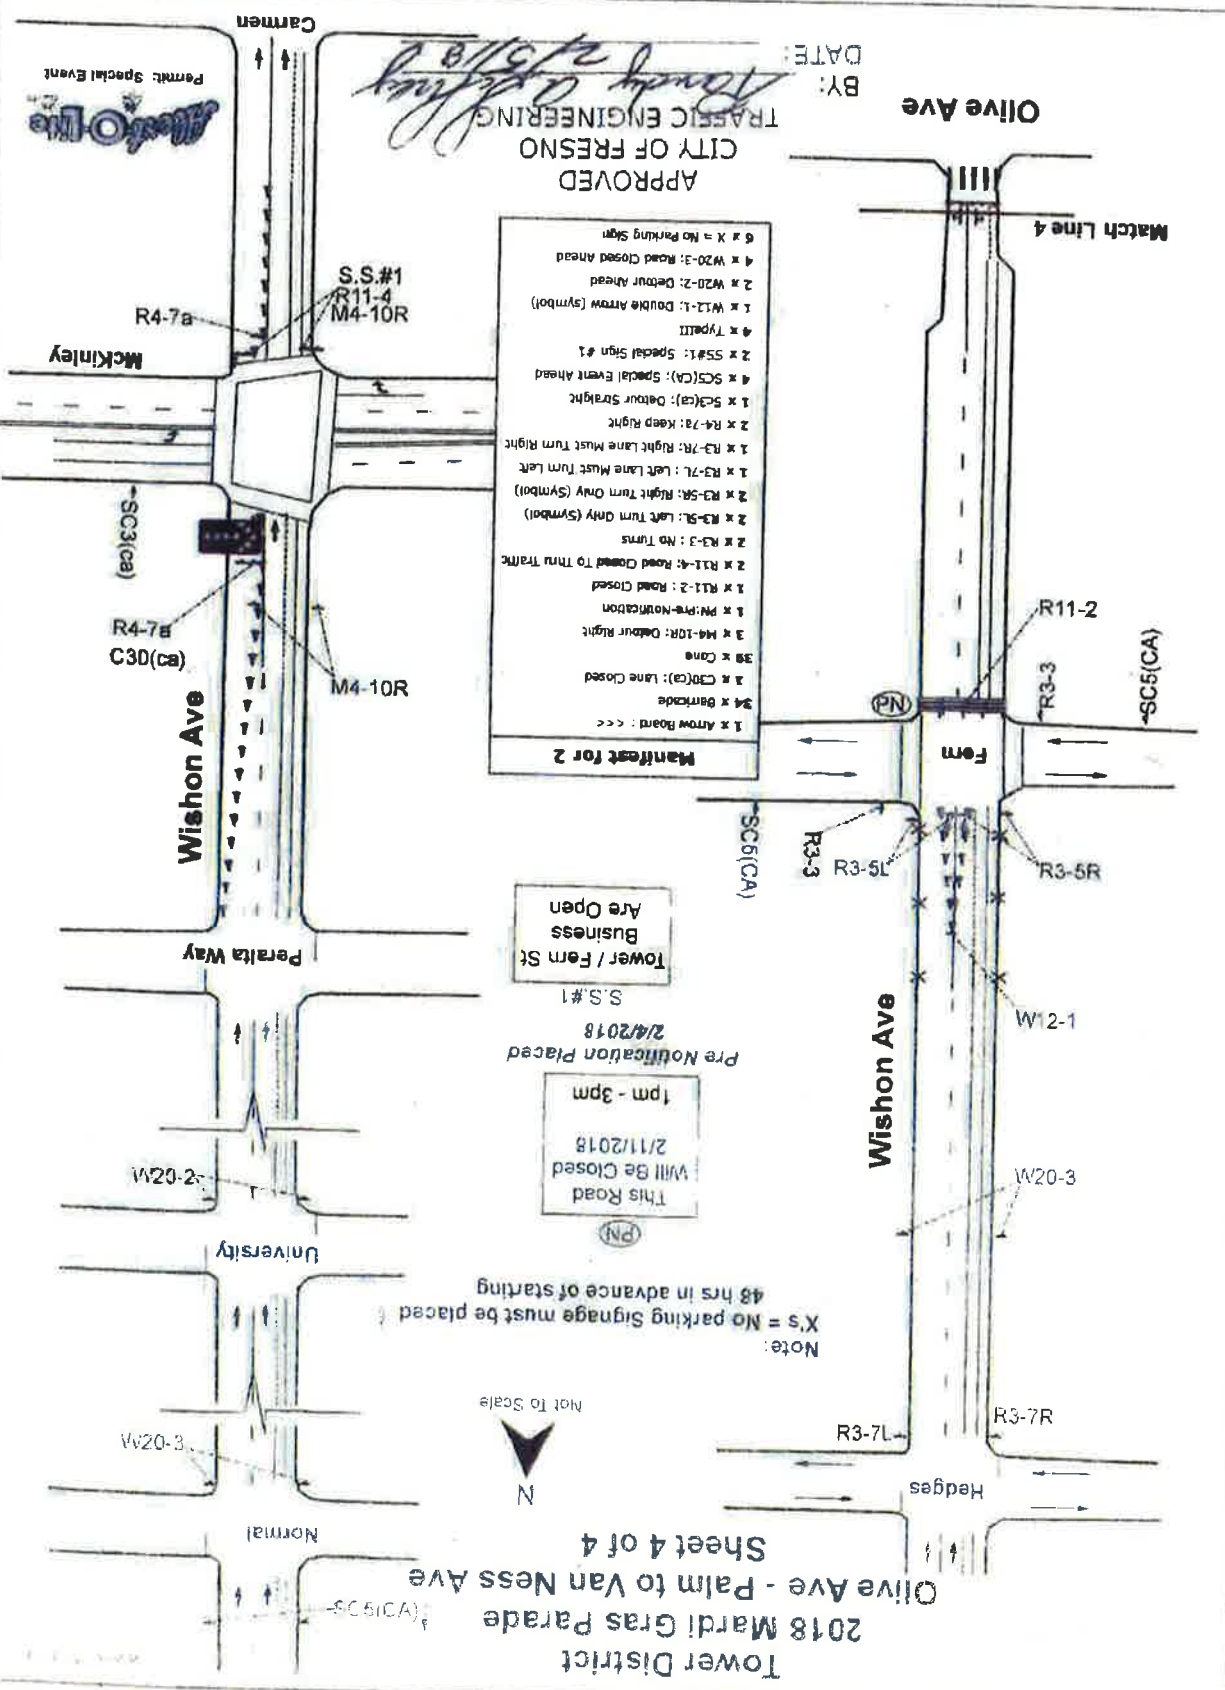 Tower District
2018 Mardi Gras Parade
Olive Ave - Palm to Van Ness Ave
Sheet 4 of 4
N
Not To Scale
Note:
X's = No parking Signage must be placed
48 hrs in advance of starting
PN
This Road
Will Be Closed
2/11/2018
1pm - 3pm
Pre Notification Placed
2/4/2018
S.S.#1
Tower / Fern St
Business
Are Open
Manifest for 2
1 x Arrow Board : <<<
34 x Barricade
C30(ca): Lane Closed
39 x Cone
3 x M4-10R: Detour Right
1 x PN:Pre-Notification
1 x R11-2 : Road Closed
2 x R11-4: Road Closed To Thru Traffic
2 x R3-3 : No Turns
2 x R3-5L: Left Turn Only (Symbol)
2 x R3-5R: Right Turn Only (Symbol)
1 x R3-7L : Left Lane Must Turn Left
1 x R3-7R: Right Lane Must Turn Right
2 x R4-7a: Keep Right
1 x Sc3(ca): Detour Straight
4 x SC5(CA): Special Event Ahead
2 x SS#1: Special Sign #1
4 x TypeIII
1 x W12-1: Double Arrow (symbol)
2 x W20-2: Detour Ahead
4 x W20-3: Road Closed Ahead
6 x X = No Parking Sign
APPROVED
CITY OF FRESNO
TRAFFIC ENGINEERING
BY:
DATE: 2/5/18
Hedges
R3-7L
R3-7R
W20-3
Wishon Ave
W12-1
R3-5L
R3-5R
R3-3
SC5(CA)
Fern
PN
R3-3
SC5(CA)
R11-2
Match Line 4
Olive Ave
SC5(CA)
Normal
W20-3
University
W20-2
Peralta Way
Wishon Ave
M4-10R
R4-7a
C30(ca)
SC3(ca)
McKinley
R4-7a
S.S.#1
R11-4
M4-10R
Carmen
Permit: Special Event